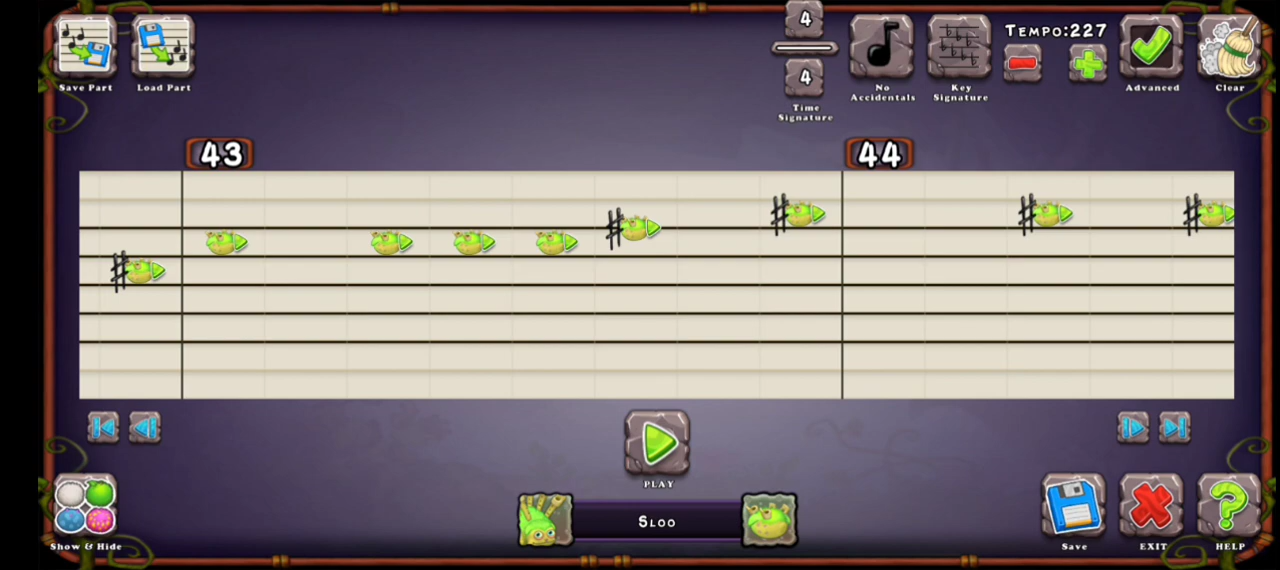 4
Tempo:227
4
Save Part
Load Part
No Accidentals
Key Signature
Advanced
Clear
Time Signature
43
44
PLAY
Sloo
Show & Hide
Save
EXIT
HELP